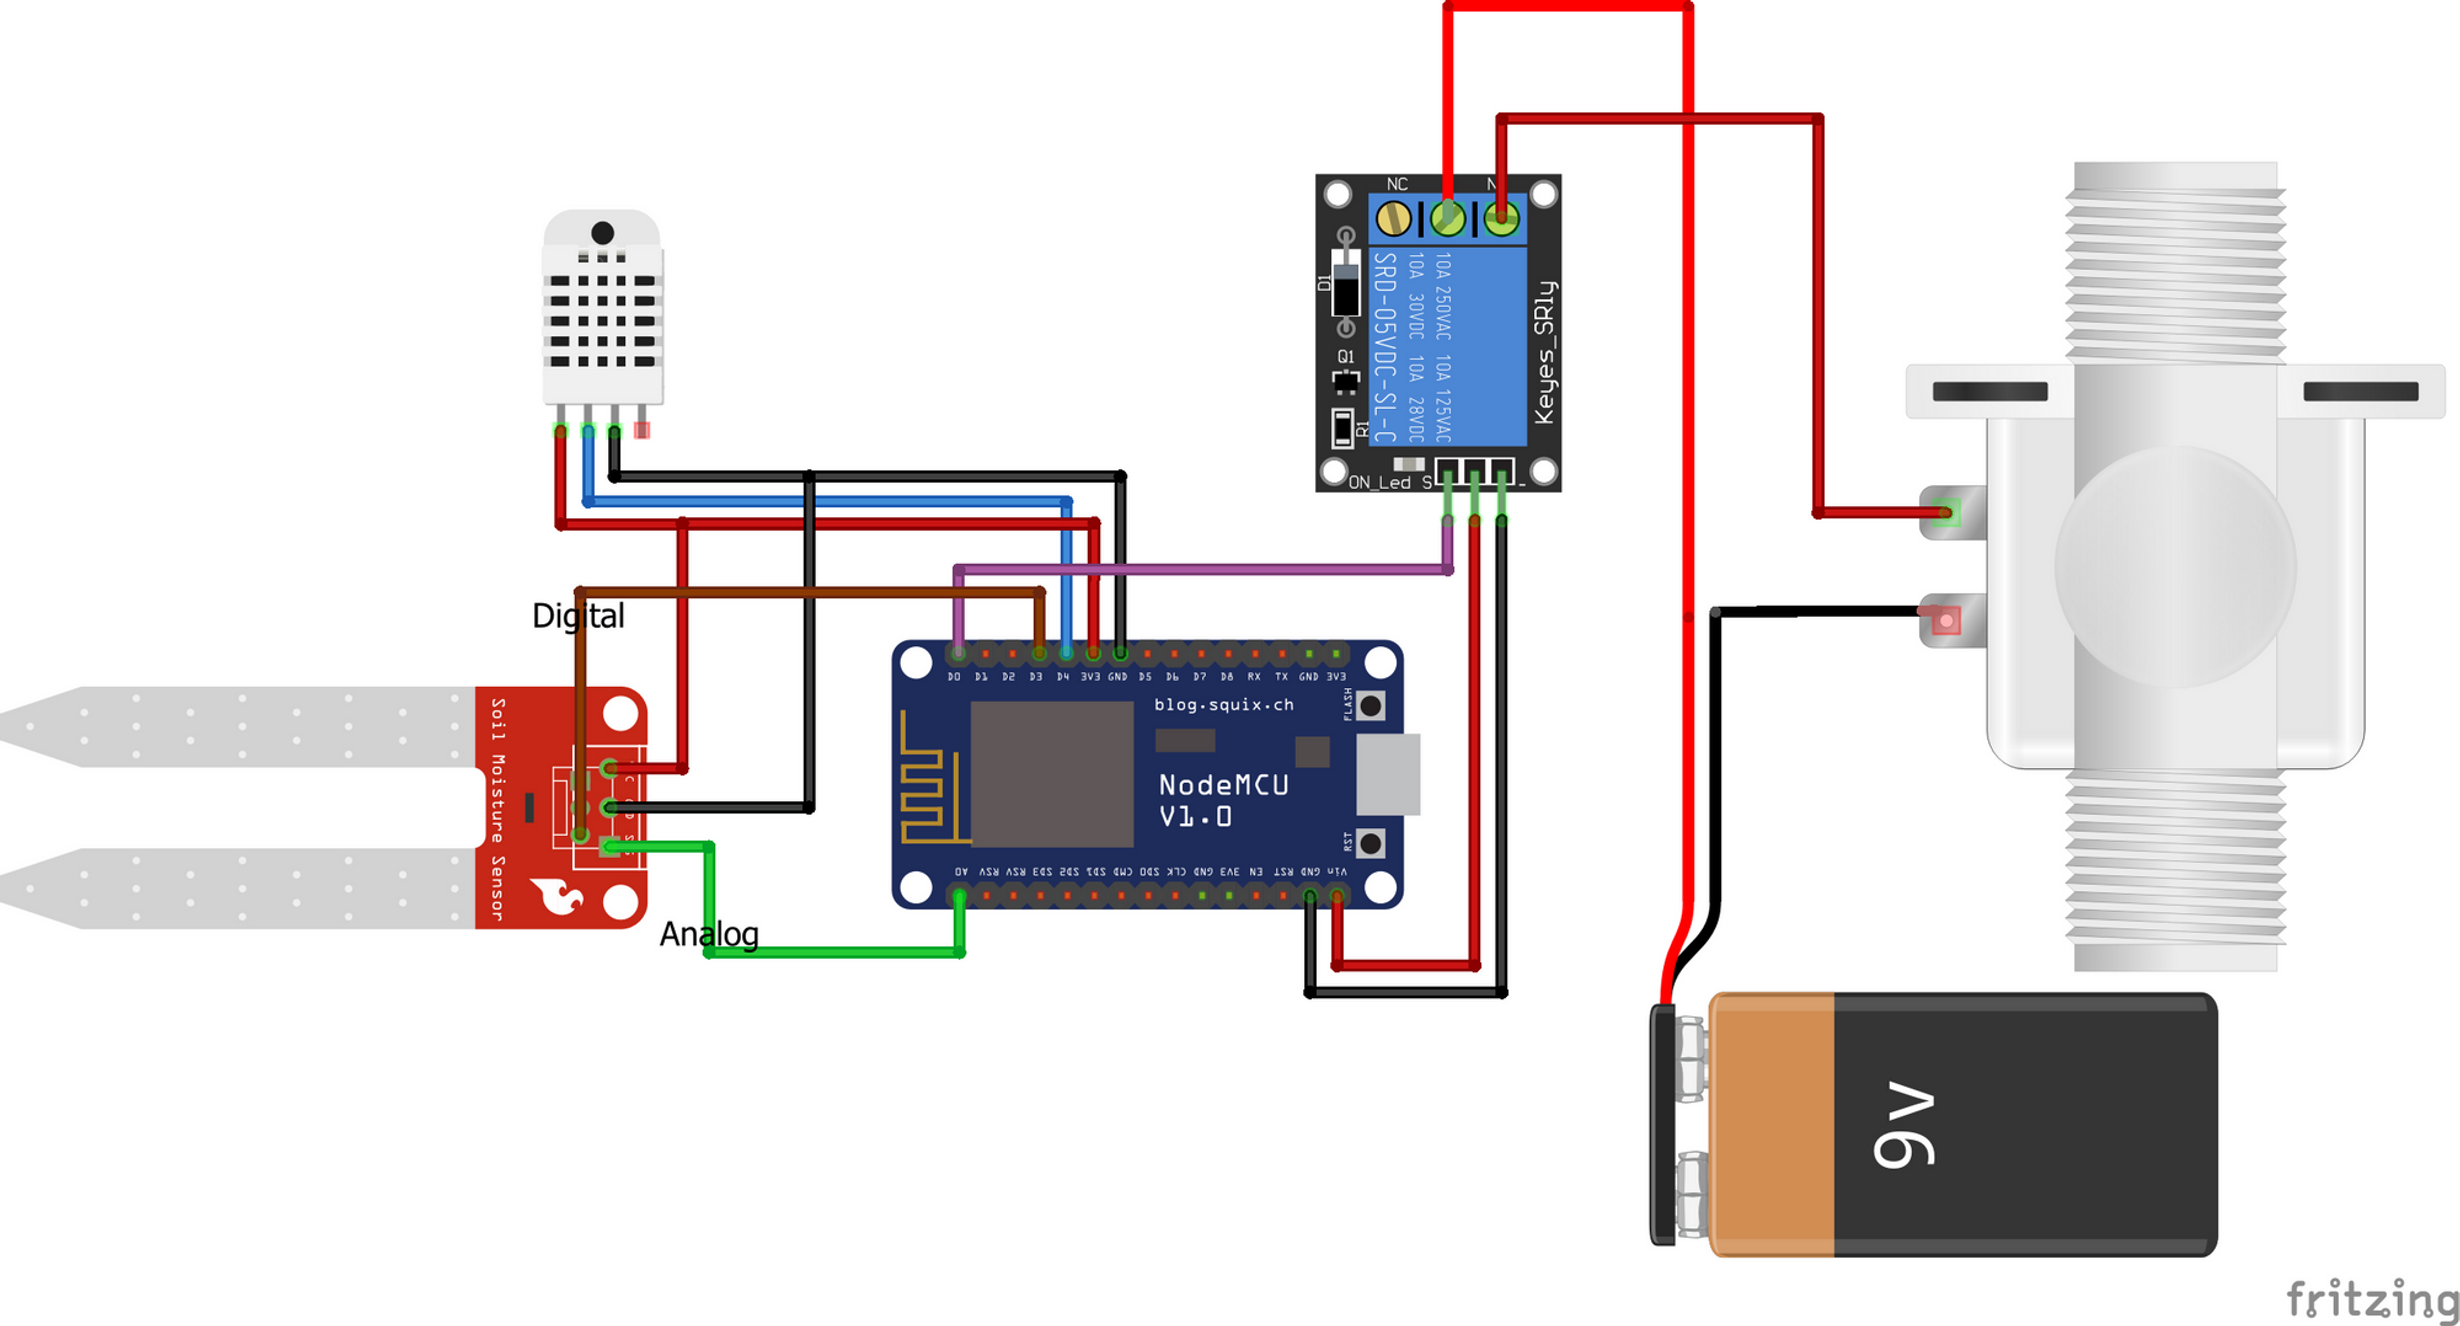 NC
N
D1
Q1
R1
SRD-05VDC-SL-C
10A 30VDC 10A 28VDC
10A 250VAC 10A 125VAC
Keyes_SRly
ON_Led S -
Digital
Soil Moisture Sensor
Analog
D0 D1 D2 D3 D4 3V3 GND D5 D6 D7 D8 RX TX GND 3V3
blog.squix.ch
FLASH
NodeMCU
V1.0
RST
A0 RSV RSV SD3 SD2 SD1 CMD SD0 CLK GND 3V3 EN RST GND Vin
9v
fritzing